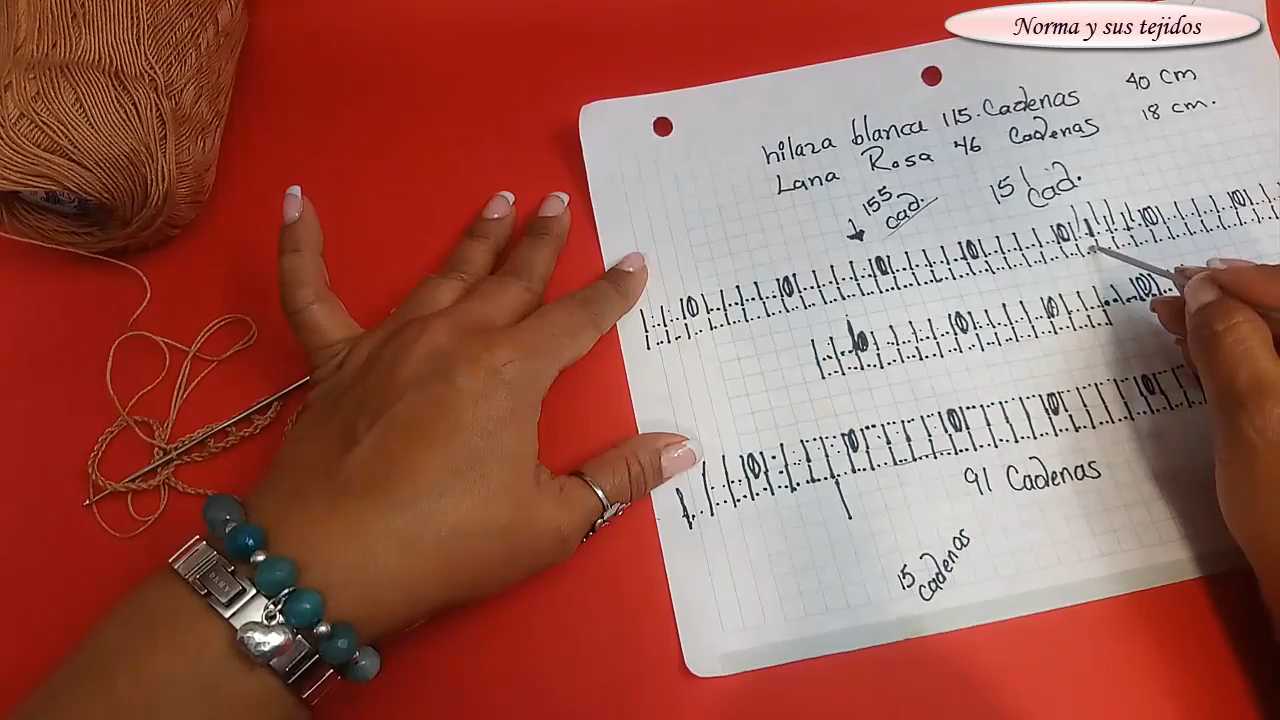 Norma y sus tejidos
hilaza blanca 115. Cadenas 40 cm
Lana Rosa 46 Cadenas 18 cm.
155 cad.
15 cad.
91 Cadenas
15 cadenas